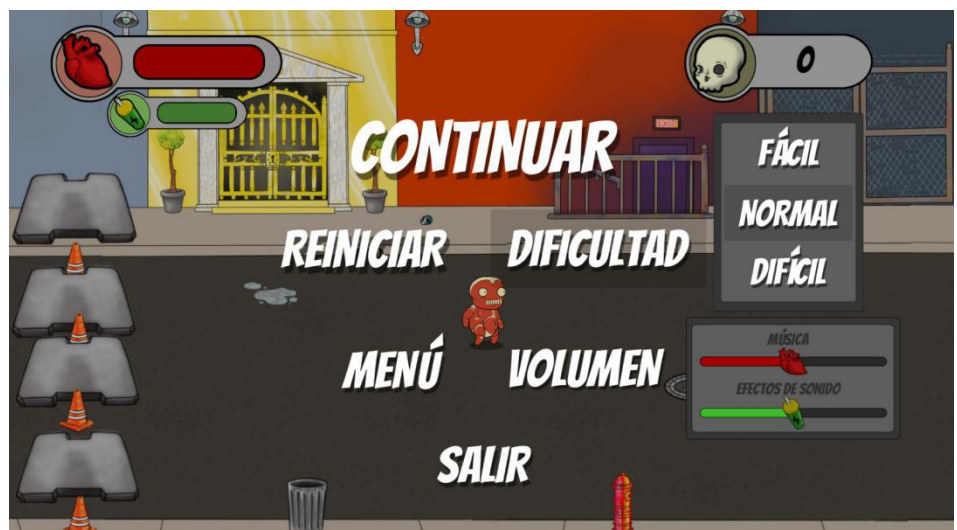 0
CONTINUAR
FÁCIL
REINICIAR
DIFICULTAD
NORMAL
DIFÍCIL
MENÚ
VOLUMEN
MÚSICA
EFECTOS DE SONIDO
SALIR